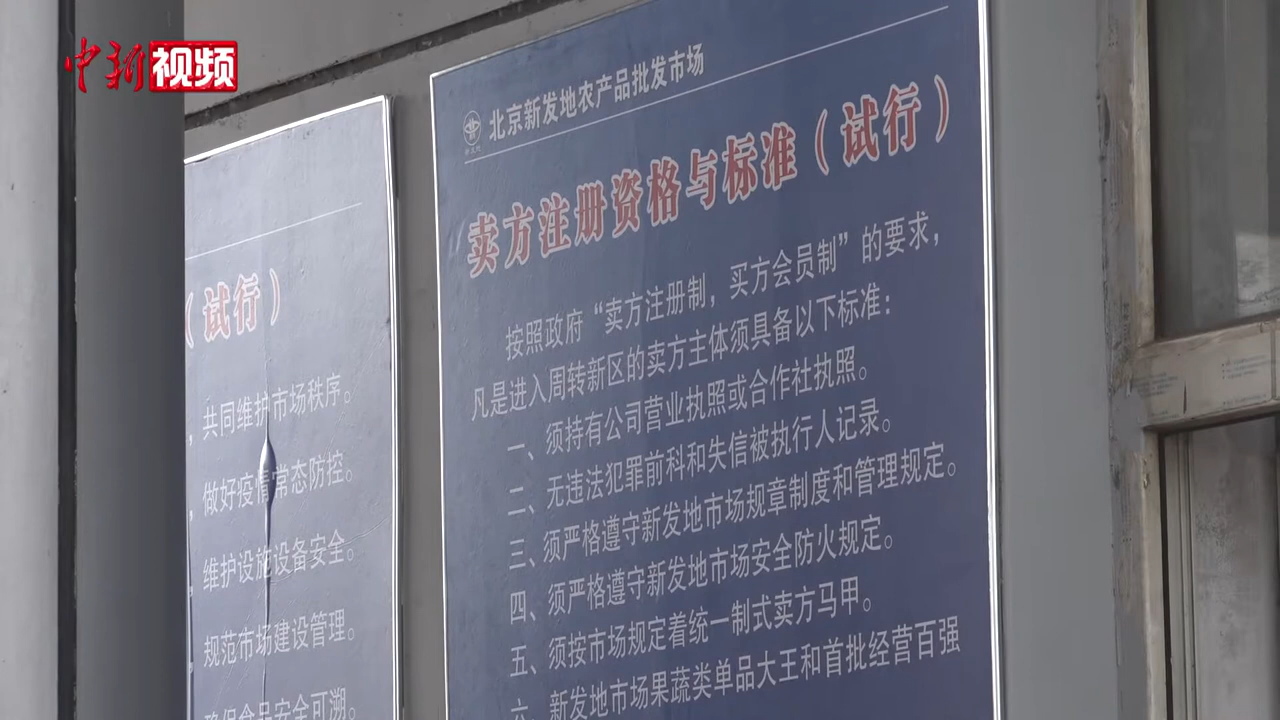 中新视频
（试行）
，共同维护市场秩序。
，做好疫情常态防控。
，维护设施设备安全。
，规范市场建设管理。
，确保食品安全可溯。
北京新发地农产品批发市场
卖方注册资格与标准（试行）
按照政府“卖方注册制，买方会员制”的要求，
凡是进入周转新区的卖方主体须具备以下标准：
一、须持有公司营业执照或合作社执照。
二、无违法犯罪前科和失信被执行人记录。
三、须严格遵守新发地市场规章制度和管理规定。
四、须严格遵守新发地市场安全防火规定。
五、须按市场规定着统一制式卖方马甲。
六、新发地市场果蔬类单品大王和首批经营百强